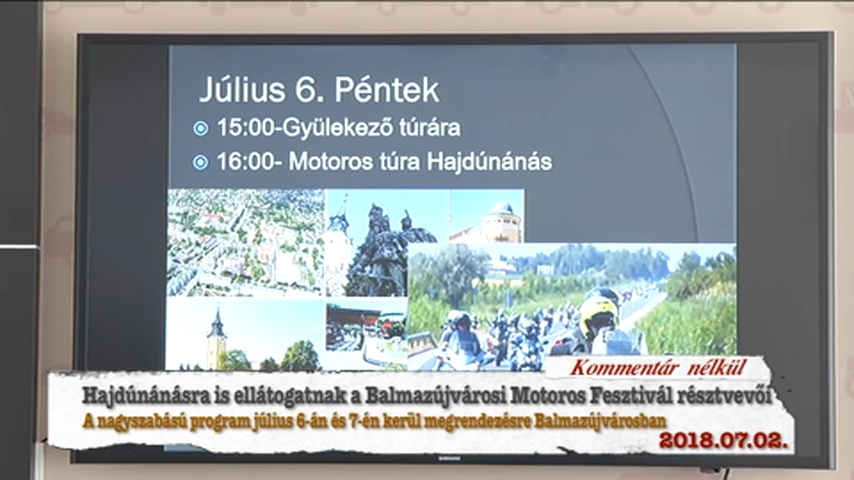 Július 6. Péntek
15:00-Gyülekező túrára
16:00- Motoros túra Hajdúnánás
Kommentár nélkül
Hajdúnánásra is ellátogatnak a Balmazújvárosi Motoros Fesztivál résztvevői
A nagyszabású program július 6-án és 7-én kerül megrendezésre Balmazújvárosban
2018.07.02.
SAMSUNG